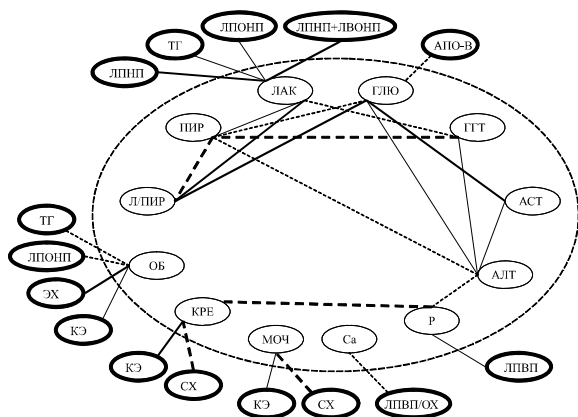 ЛПОНП
ЛПНП+ЛВОНП
ТГ
АПО-В
ЛПНП
ЛАК
ГЛЮ
ПИР
ГГТ
Л/ПИР
АСТ
ТГ
ЛПОНП
ОБ
АЛТ
ЭХ
КЭ
КРЕ
Р
МОЧ
Са
КЭ
ЛПВП
СХ
КЭ
СХ
ЛПВП/ОХ